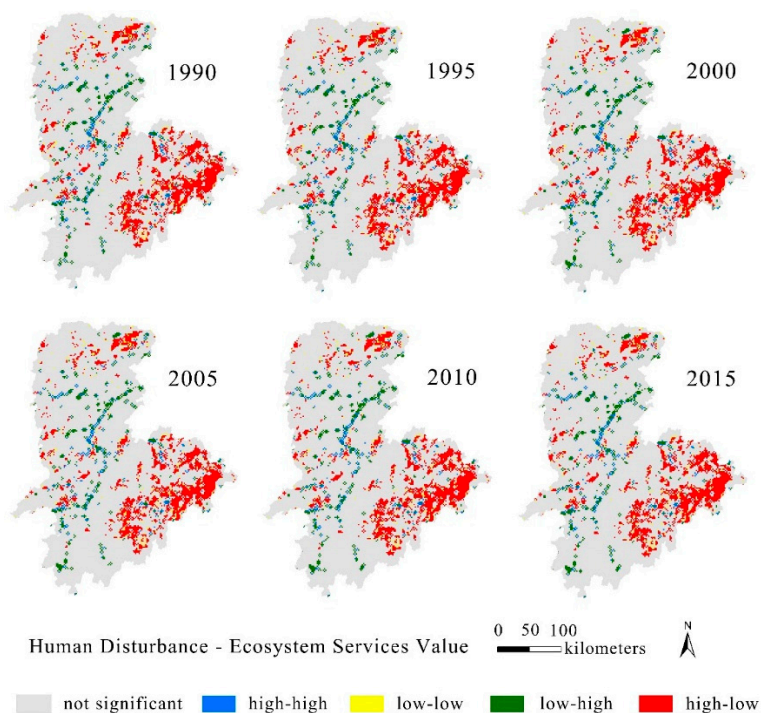 1990
1995
2000
2005
2010
2015
N
0 50 100
Human Disturbance - Ecosystem Services Value
kilometers
not significant
high-high
low-low
low-high
high-low